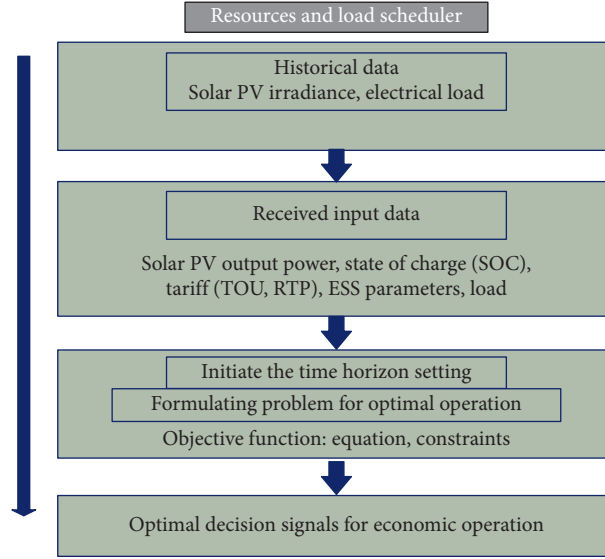 Resources and load scheduler
Historical data
Solar PV irradiance, electrical load
Received input data
Solar PV output power, state of charge (SOC),
tariff (TOU, RTP), ESS parameters, load
Initiate the time horizon setting
Formulating problem for optimal operation
Objective function: equation, constraints
Optimal decision signals for economic operation